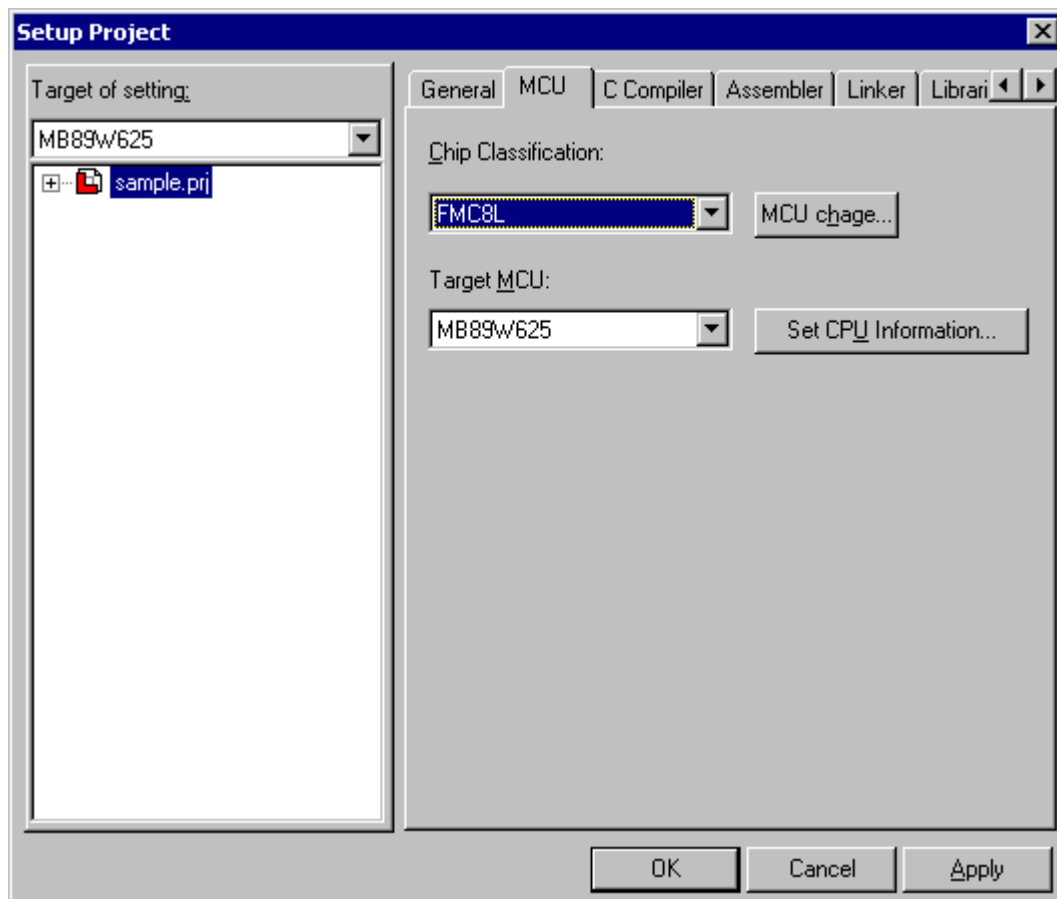 Setup Project
Target of setting:
MB89W625
sample.prj
General MCU C Compiler Assembler Linker Librari
Chip Classification:
FMC8L
MCU chage...
Target MCU:
MB89W625
Set CPU Information...
OK Cancel Apply